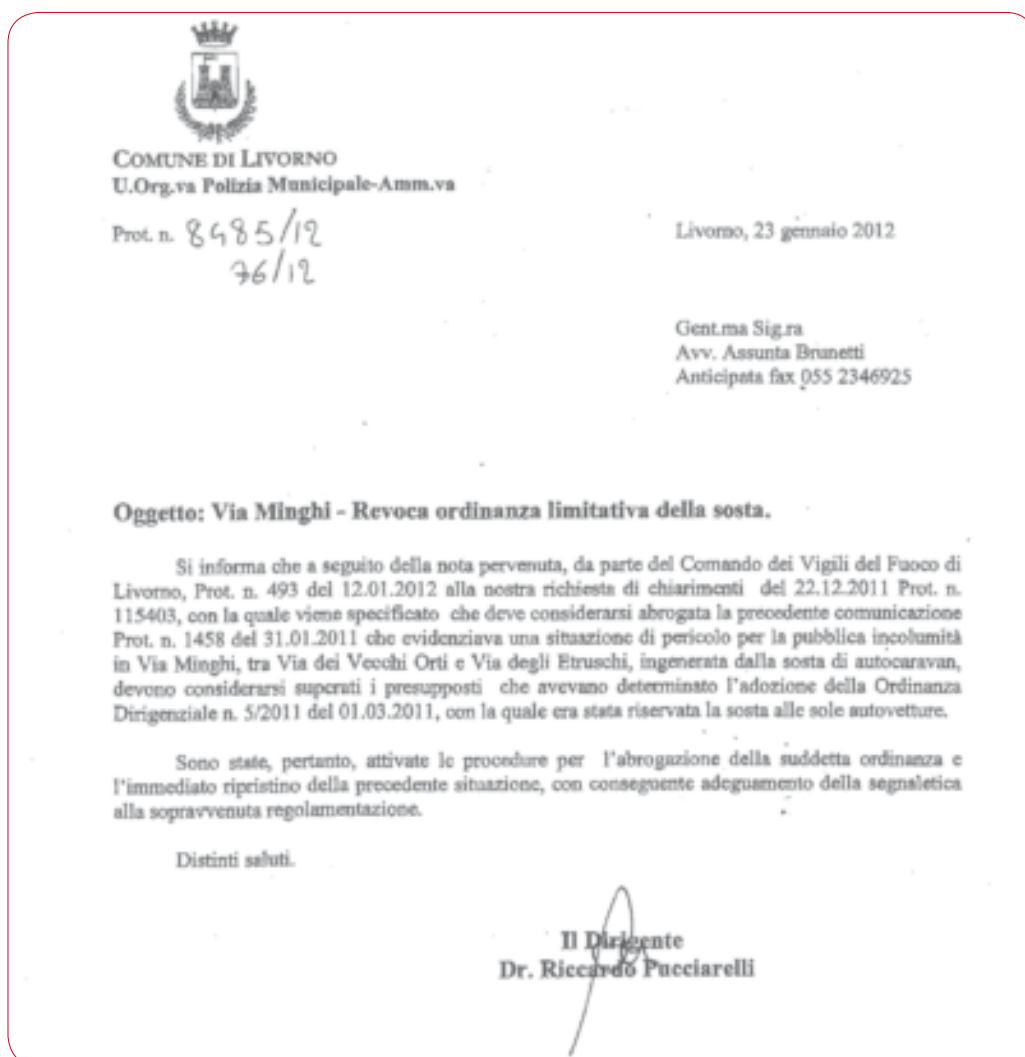 COMUNE DI LIVORNO
U.Org.va Polizia Municipale-Amm.va
Prot. n. 8485/12
76/12
Livorno, 23 gennaio 2012
Gent.ma Sig.ra
Avv. Assunta Brunetti
Anticipata fax 055 2346925
Oggetto: Via Minghi - Revoca ordinanza limitativa della sosta.
Si informa che a seguito della nota pervenuta, da parte del Comando dei Vigili del Fuoco di
Livorno, Prot. n. 493 del 12.01.2012 alla nostra richiesta di chiarimenti del 22.12.2011 Prot. n.
115403, con la quale viene specificato che deve considerarsi abrogata la precedente comunicazione
Prot. n. 1458 del 31.01.2011 che evidenziava una situazione di pericolo per la pubblica incolumità
in Via Minghi, tra Via dei Vecchi Orti e Via degli Etruschi, ingenerata dalla sosta di autocaravan,
devono considerarsi superati i presupposti che avevano determinato l'adozione della Ordinanza
Dirigenziale n. 5/2011 del 01.03.2011, con la quale era stata riservata la sosta alle sole autovetture.
Sono state, pertanto, attivate le procedure per l'abrogazione della suddetta ordinanza e
l'immediato ripristino della precedente situazione, con conseguente adeguamento della segnaletica
alla sopravvenuta regolamentazione.
Distinti saluti.
Il Dirigente
Dr. Riccardo Pucciarelli